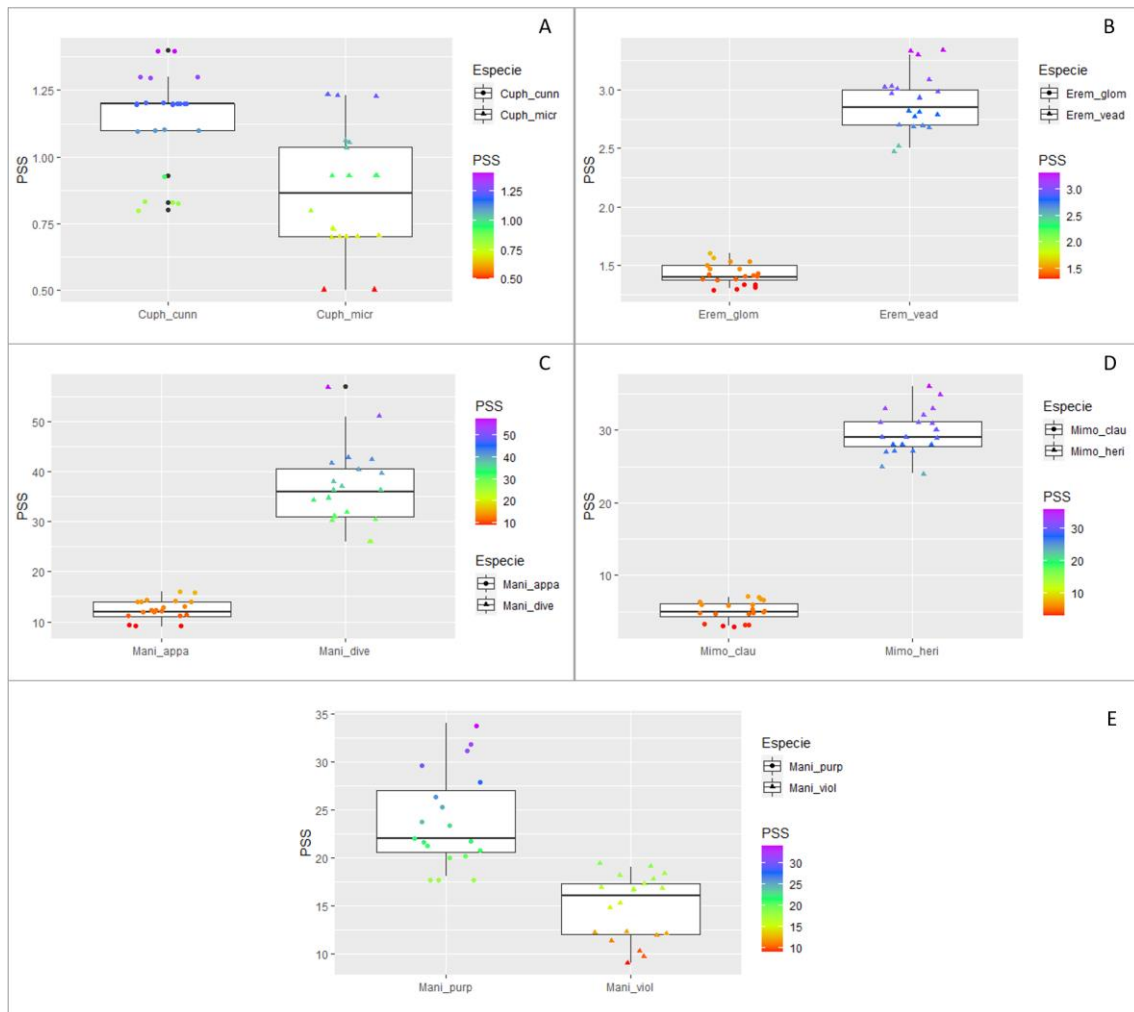 A
PSS
1.25
1.00
0.75
0.50
Cuph_cunn
Cuph_micr
Especie
Cuph_cunn
Cuph_micr
PSS
1.25
1.00
0.75
0.50
B
PSS
3.0
2.5
2.0
1.5
Erem_glom
Erem_vead
Especie
Erem_glom
Erem_vead
PSS
3.0
2.5
2.0
1.5
C
PSS
50
40
30
20
10
Mani_appa
Mani_dive
PSS
50
40
30
20
10
Especie
Mani_appa
Mani_dive
D
PSS
30
20
10
Mimo_clau
Mimo_heri
Especie
Mimo_clau
Mimo_heri
PSS
30
20
10
E
PSS
35
30
25
20
15
10
Mani_purp
Mani_viol
Especie
Mani_purp
Mani_viol
PSS
30
25
20
15
10